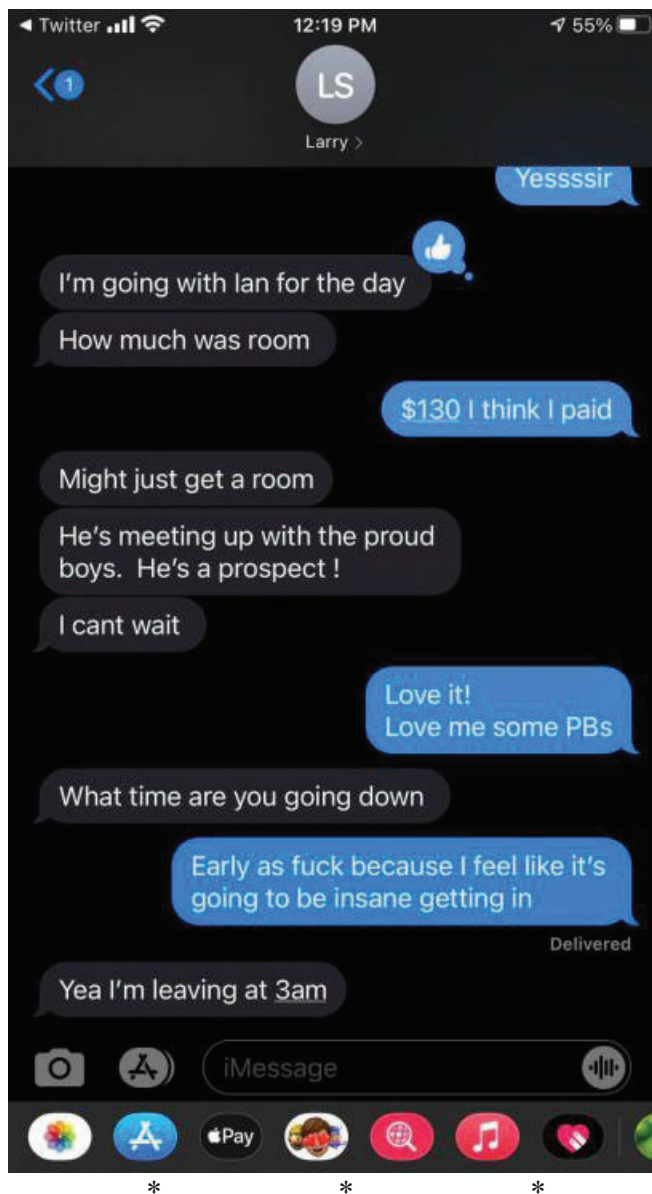 Twitter 12:19 PM 55%
1
LS
Larry >
Yessssir
I'm going with Ian for the day
How much was room
$130 I think I paid
Might just get a room
He's meeting up with the proud
boys. He's a prospect !
I cant wait
Love it!
Love me some PBs
What time are you going down
Early as fuck because I feel like it's
going to be insane getting in
Delivered
Yea I'm leaving at 3am
iMessage
Pay
* * *